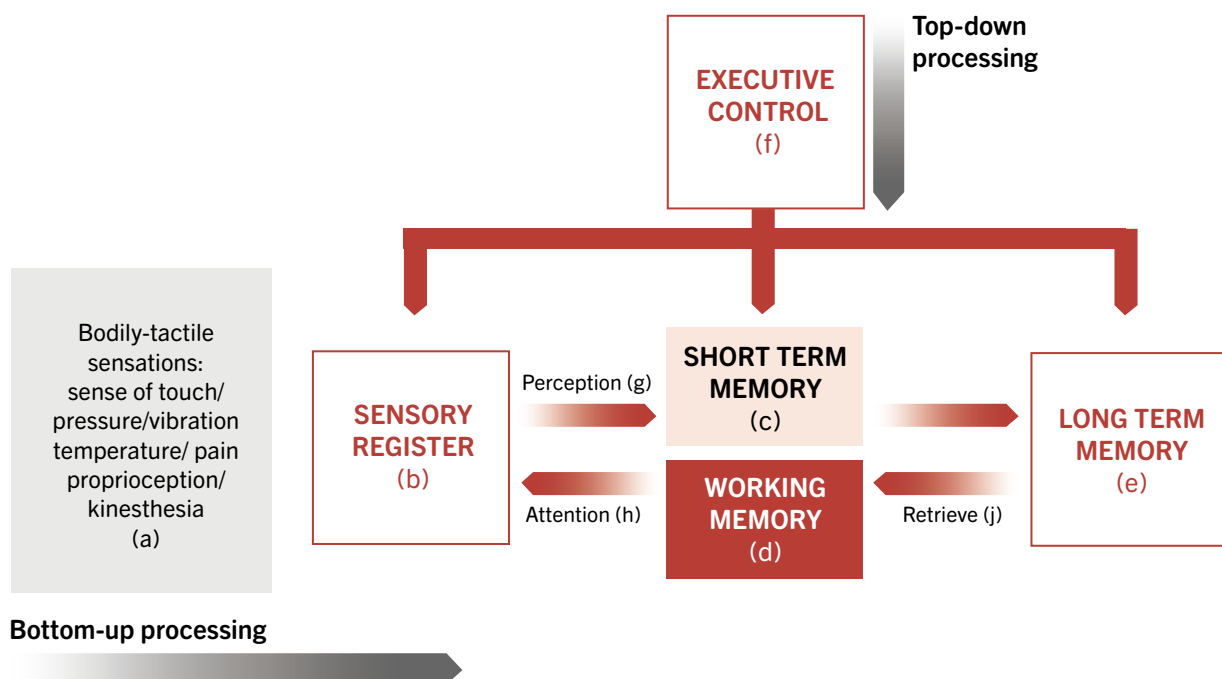 Top-down
processing
EXECUTIVE
CONTROL
(f)
Bodily-tactile
sensations:
sense of touch/
pressure/vibration
temperature/ pain
proprioception/
kinesthesia
(a)
SENSORY
REGISTER
(b)
Perception (g)
Attention (h)
SHORT TERM
MEMORY
(c)
WORKING
MEMORY
(d)
Retrieve (j)
LONG TERM
MEMORY
(e)
Bottom-up processing